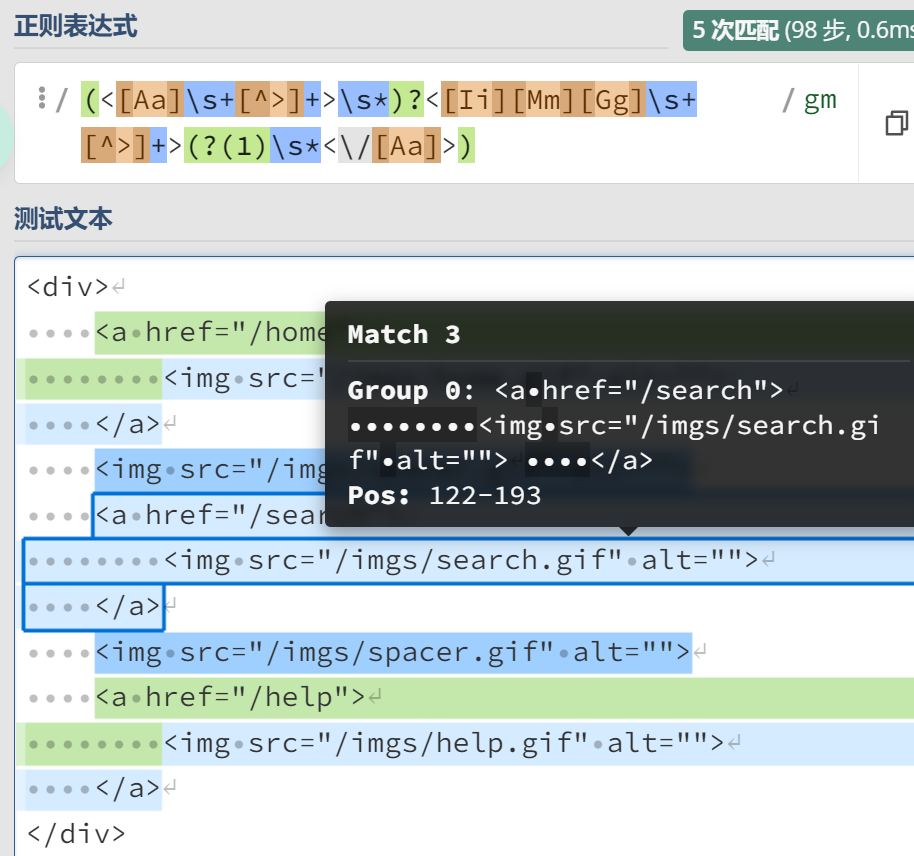 正则表达式
5 次匹配 (98 步, 0.6ms
/ (<[Aa]\s+[^>]+>\s*)?<[Ii][Mm][Gg]\s+ / gm
[^>]+>(?(1)\s*<\/[Aa]>)
测试文本
<div>↵
····<a·href="/home
········<img·src="
····</a>↵
····<img·src="/img
····<a·href="/sear
Match 3
Group 0: <a•href="/search">↵
••••••••<img•src="/imgs/search.gi
f"•alt="">↵••••</a>
Pos: 122-193
········<img·src="/imgs/search.gif"·alt="">↵
····</a>↵
····<img·src="/imgs/spacer.gif"·alt="">↵
····<a·href="/help">↵
········<img·src="/imgs/help.gif"·alt="">↵
····</a>↵
</div>